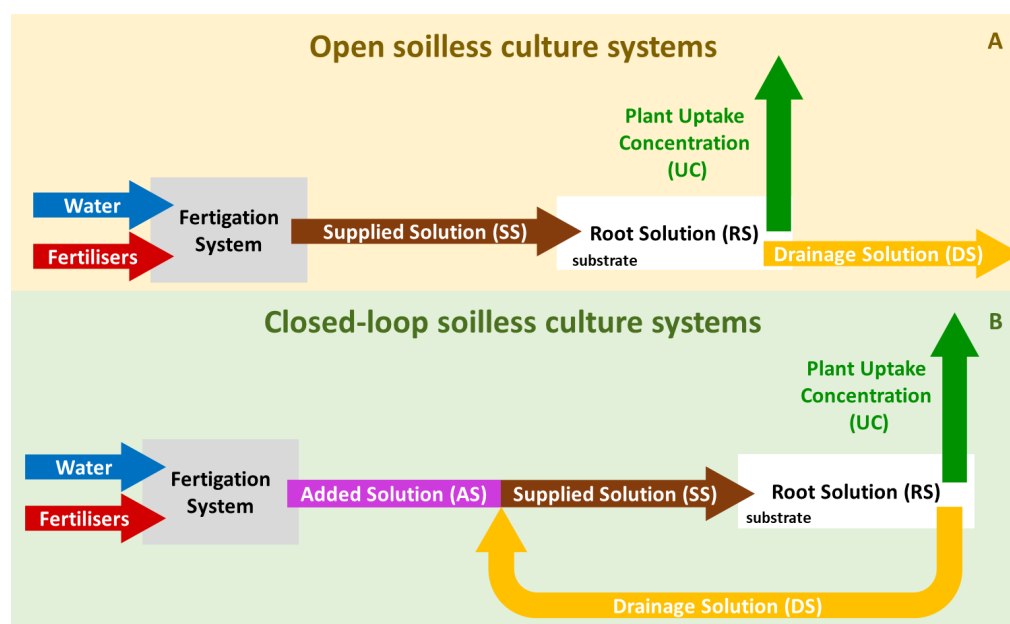 Open soilless culture systems
A
Plant Uptake
Concentration
(UC)
Water
Fertilisers
Fertigation
System
Supplied Solution (SS)
Root Solution (RS)
substrate
Drainage Solution (DS)
Closed-loop soilless culture systems
B
Plant Uptake
Concentration
(UC)
Water
Fertilisers
Fertigation
System
Added Solution (AS)
Supplied Solution (SS)
Root Solution (RS)
substrate
Drainage Solution (DS)